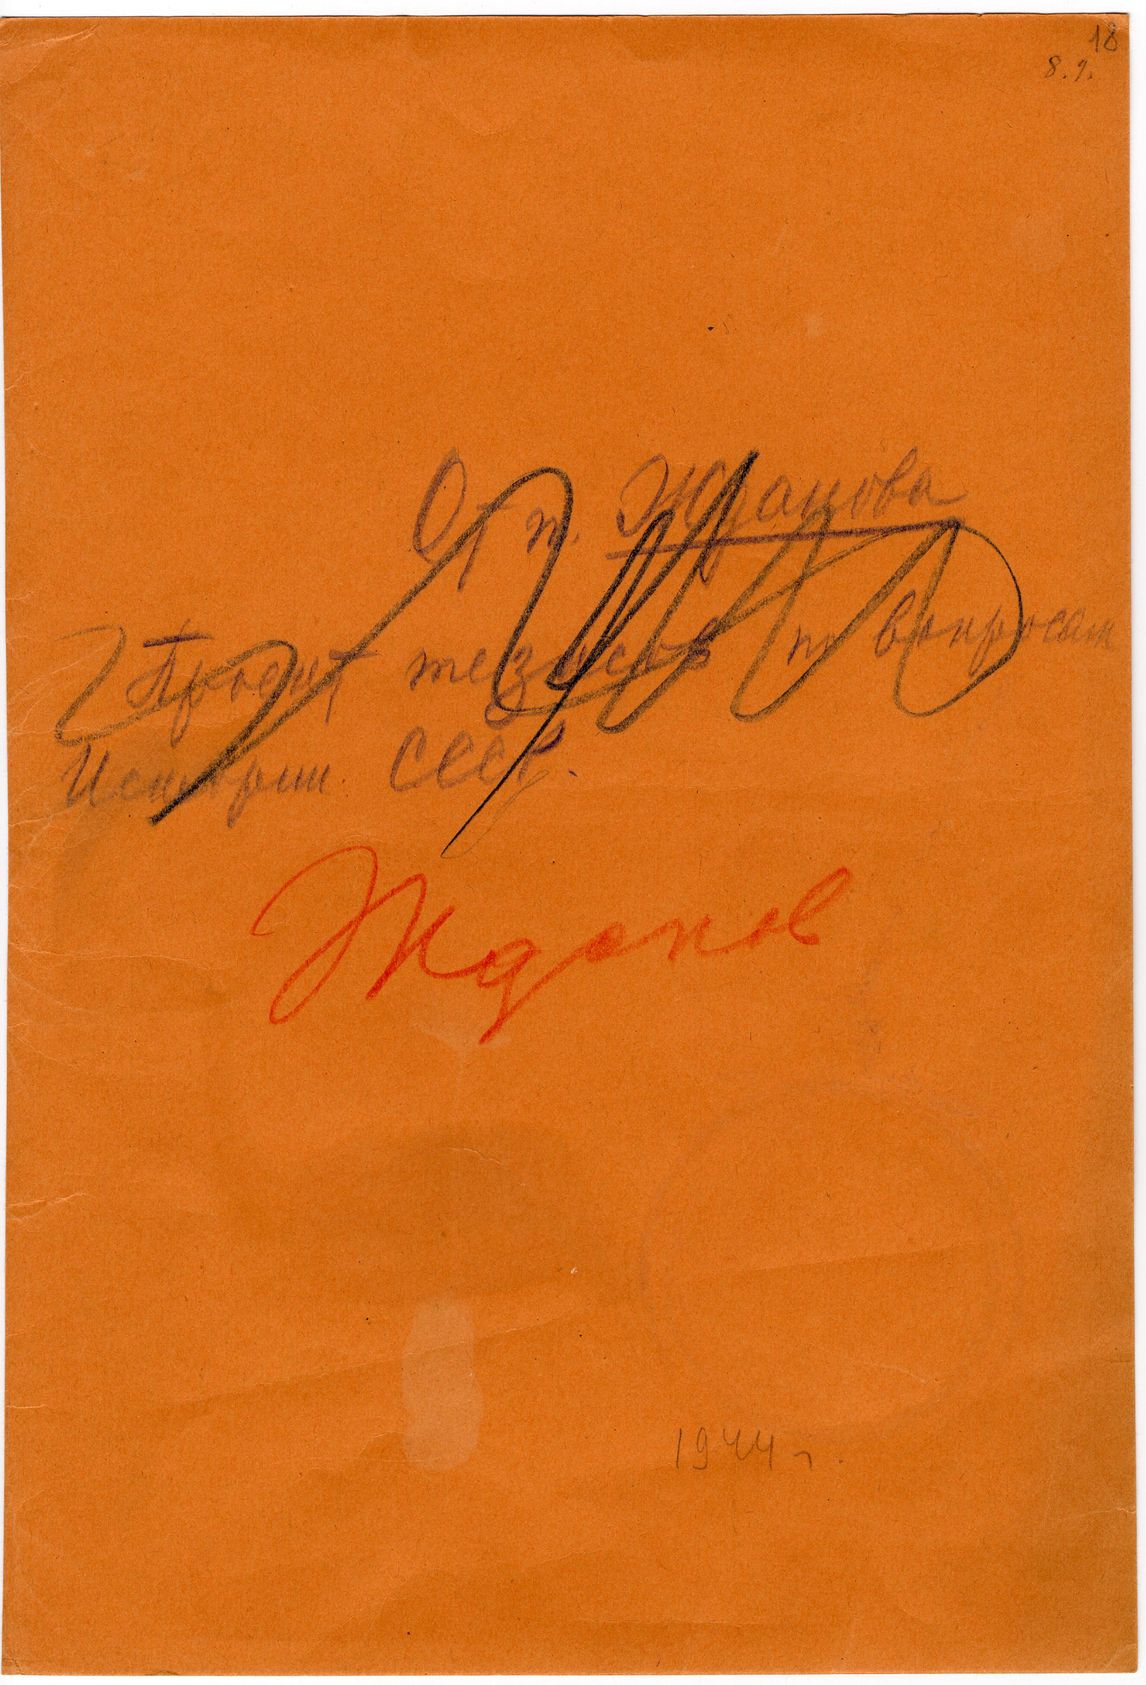 18
8. 9.
От т. Жданова
Проект тезисов по вопросам
Истории СССР.
Жданов
1944 г.